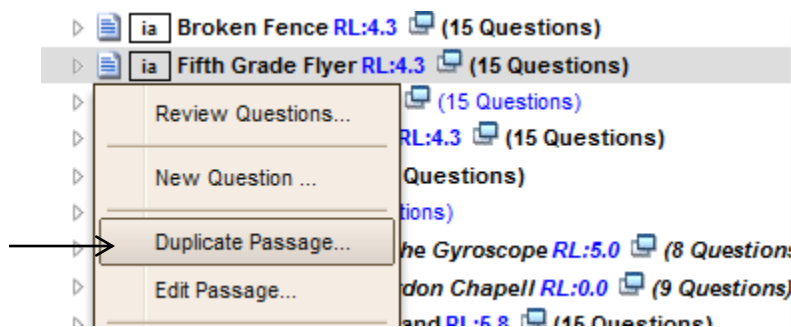 ia Broken Fence RL:4.3 (15 Questions)
ia Fifth Grade Flyer RL:4.3 (15 Questions)
(15 Questions)
Review Questions...
RL:4.3 (15 Questions)
New Question ...
Questions)
tions)
Duplicate Passage...
he Gyroscope RL:5.0 (8 Questions
Edit Passage...
don Chapell RL:0.0 (9 Questions)
and RL:5.8 (15 Questions)